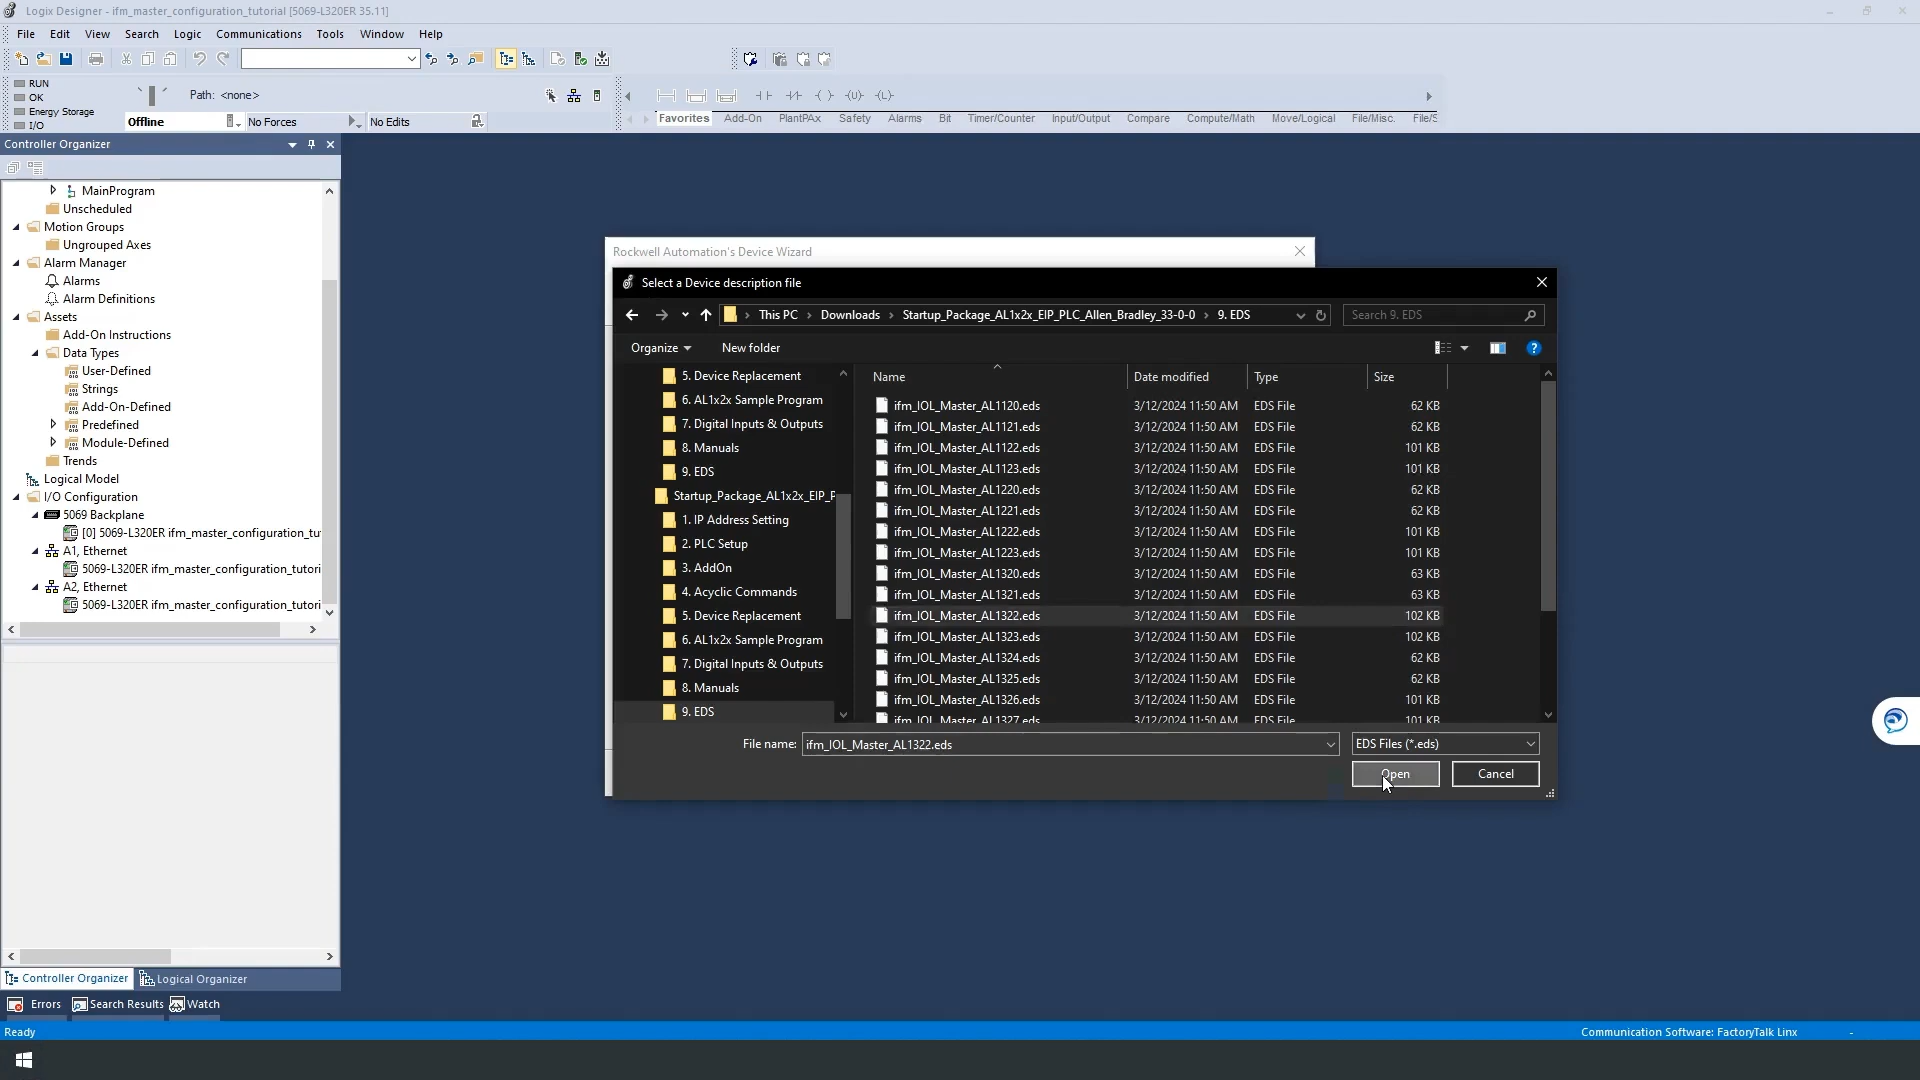 Logix Designer - ifm_master_configuration_tutorial [5069-L320ER 35.11]
File Edit View Search Logic Communications Tools Window Help
RUN
OK
Energy Storage
I/O
Path: <none>
Offline
No Forces
No Edits
Favorites Add-On PlantPAx Safety Alarms Bit Timer/Counter Input/Output Compare Compute/Math Move/Logical File/Misc. File/S
Controller Organizer
MainProgram
Unscheduled
Motion Groups
Ungrouped Axes
Alarm Manager
Alarms
Alarm Definitions
Assets
Add-On Instructions
Data Types
User-Defined
Strings
Add-On-Defined
Predefined
Module-Defined
Trends
Logical Model
I/O Configuration
5069 Backplane
[0] 5069-L320ER ifm_master_configuration_tu
A1, Ethernet
5069-L320ER ifm_master_configuration_tutori
A2, Ethernet
5069-L320ER ifm_master_configuration_tutori
Controller Organizer
Logical Organizer
Errors
Search Results
Watch
Ready
Communication Software: FactoryTalk Linx
Rockwell Automation's Device Wizard
Select a Device description file
This PC > Downloads > Startup_Package_AL1x2x_EIP_PLC_Allen_Bradley_33-0-0 > 9. EDS
Search 9. EDS
Organize
New folder
5. Device Replacement
6. AL1x2x Sample Program
7. Digital Inputs & Outputs
8. Manuals
9. EDS
Startup_Package_AL1x2x_EIP_P
1. IP Address Setting
2. PLC Setup
3. AddOn
4. Acyclic Commands
5. Device Replacement
6. AL1x2x Sample Program
7. Digital Inputs & Outputs
8. Manuals
9. EDS
Name Date modified Type Size
ifm_IOL_Master_AL1120.eds 3/12/2024 11:50 AM EDS File 62 KB
ifm_IOL_Master_AL1121.eds 3/12/2024 11:50 AM EDS File 62 KB
ifm_IOL_Master_AL1122.eds 3/12/2024 11:50 AM EDS File 101 KB
ifm_IOL_Master_AL1123.eds 3/12/2024 11:50 AM EDS File 101 KB
ifm_IOL_Master_AL1220.eds 3/12/2024 11:50 AM EDS File 62 KB
ifm_IOL_Master_AL1221.eds 3/12/2024 11:50 AM EDS File 62 KB
ifm_IOL_Master_AL1222.eds 3/12/2024 11:50 AM EDS File 101 KB
ifm_IOL_Master_AL1223.eds 3/12/2024 11:50 AM EDS File 101 KB
ifm_IOL_Master_AL1320.eds 3/12/2024 11:50 AM EDS File 63 KB
ifm_IOL_Master_AL1321.eds 3/12/2024 11:50 AM EDS File 63 KB
ifm_IOL_Master_AL1322.eds 3/12/2024 11:50 AM EDS File 102 KB
ifm_IOL_Master_AL1323.eds 3/12/2024 11:50 AM EDS File 102 KB
ifm_IOL_Master_AL1324.eds 3/12/2024 11:50 AM EDS File 62 KB
ifm_IOL_Master_AL1325.eds 3/12/2024 11:50 AM EDS File 62 KB
ifm_IOL_Master_AL1326.eds 3/12/2024 11:50 AM EDS File 101 KB
ifm_IOL_Master_AL1327.eds 3/12/2024 11:50 AM EDS File 101 KB
File name: ifm_IOL_Master_AL1322.eds
EDS Files (*.eds)
Open
Cancel